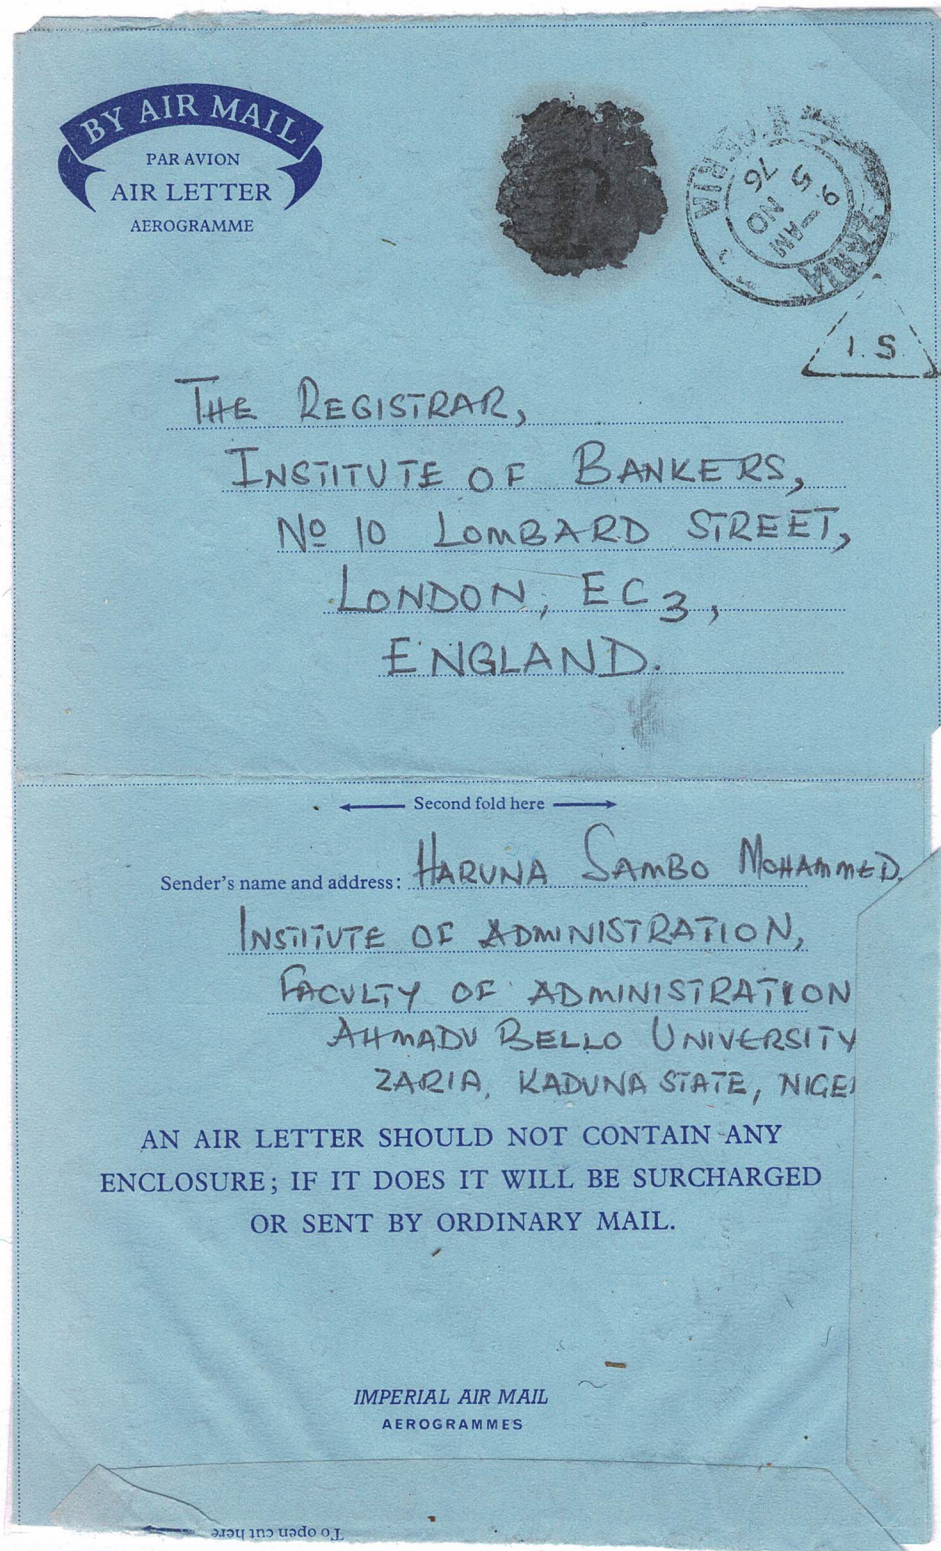 BY AIR MAIL
PAR AVION
AIR LETTER
AEROGRAMME
ZARIA
9-AM
5 NO
76
I.S.
THE REGISTRAR,
INSTITUTE OF BANKERS,
No 10 LOMBARD STREET,
LONDON, EC3,
ENGLAND.
Second fold here
Sender's name and address: HARUNA SAMBO MOHAMMED.
INSTITUTE OF ADMINISTRATION,
FACULTY OF ADMINISTRATION
AHMADU BELLO UNIVERSITY
ZARIA, KADUNA STATE, NIGE
AN AIR LETTER SHOULD NOT CONTAIN ANY
ENCLOSURE; IF IT DOES IT WILL BE SURCHARGED
OR SENT BY ORDINARY MAIL.
IMPERIAL AIR MAIL
AEROGRAMMES
To open cut here